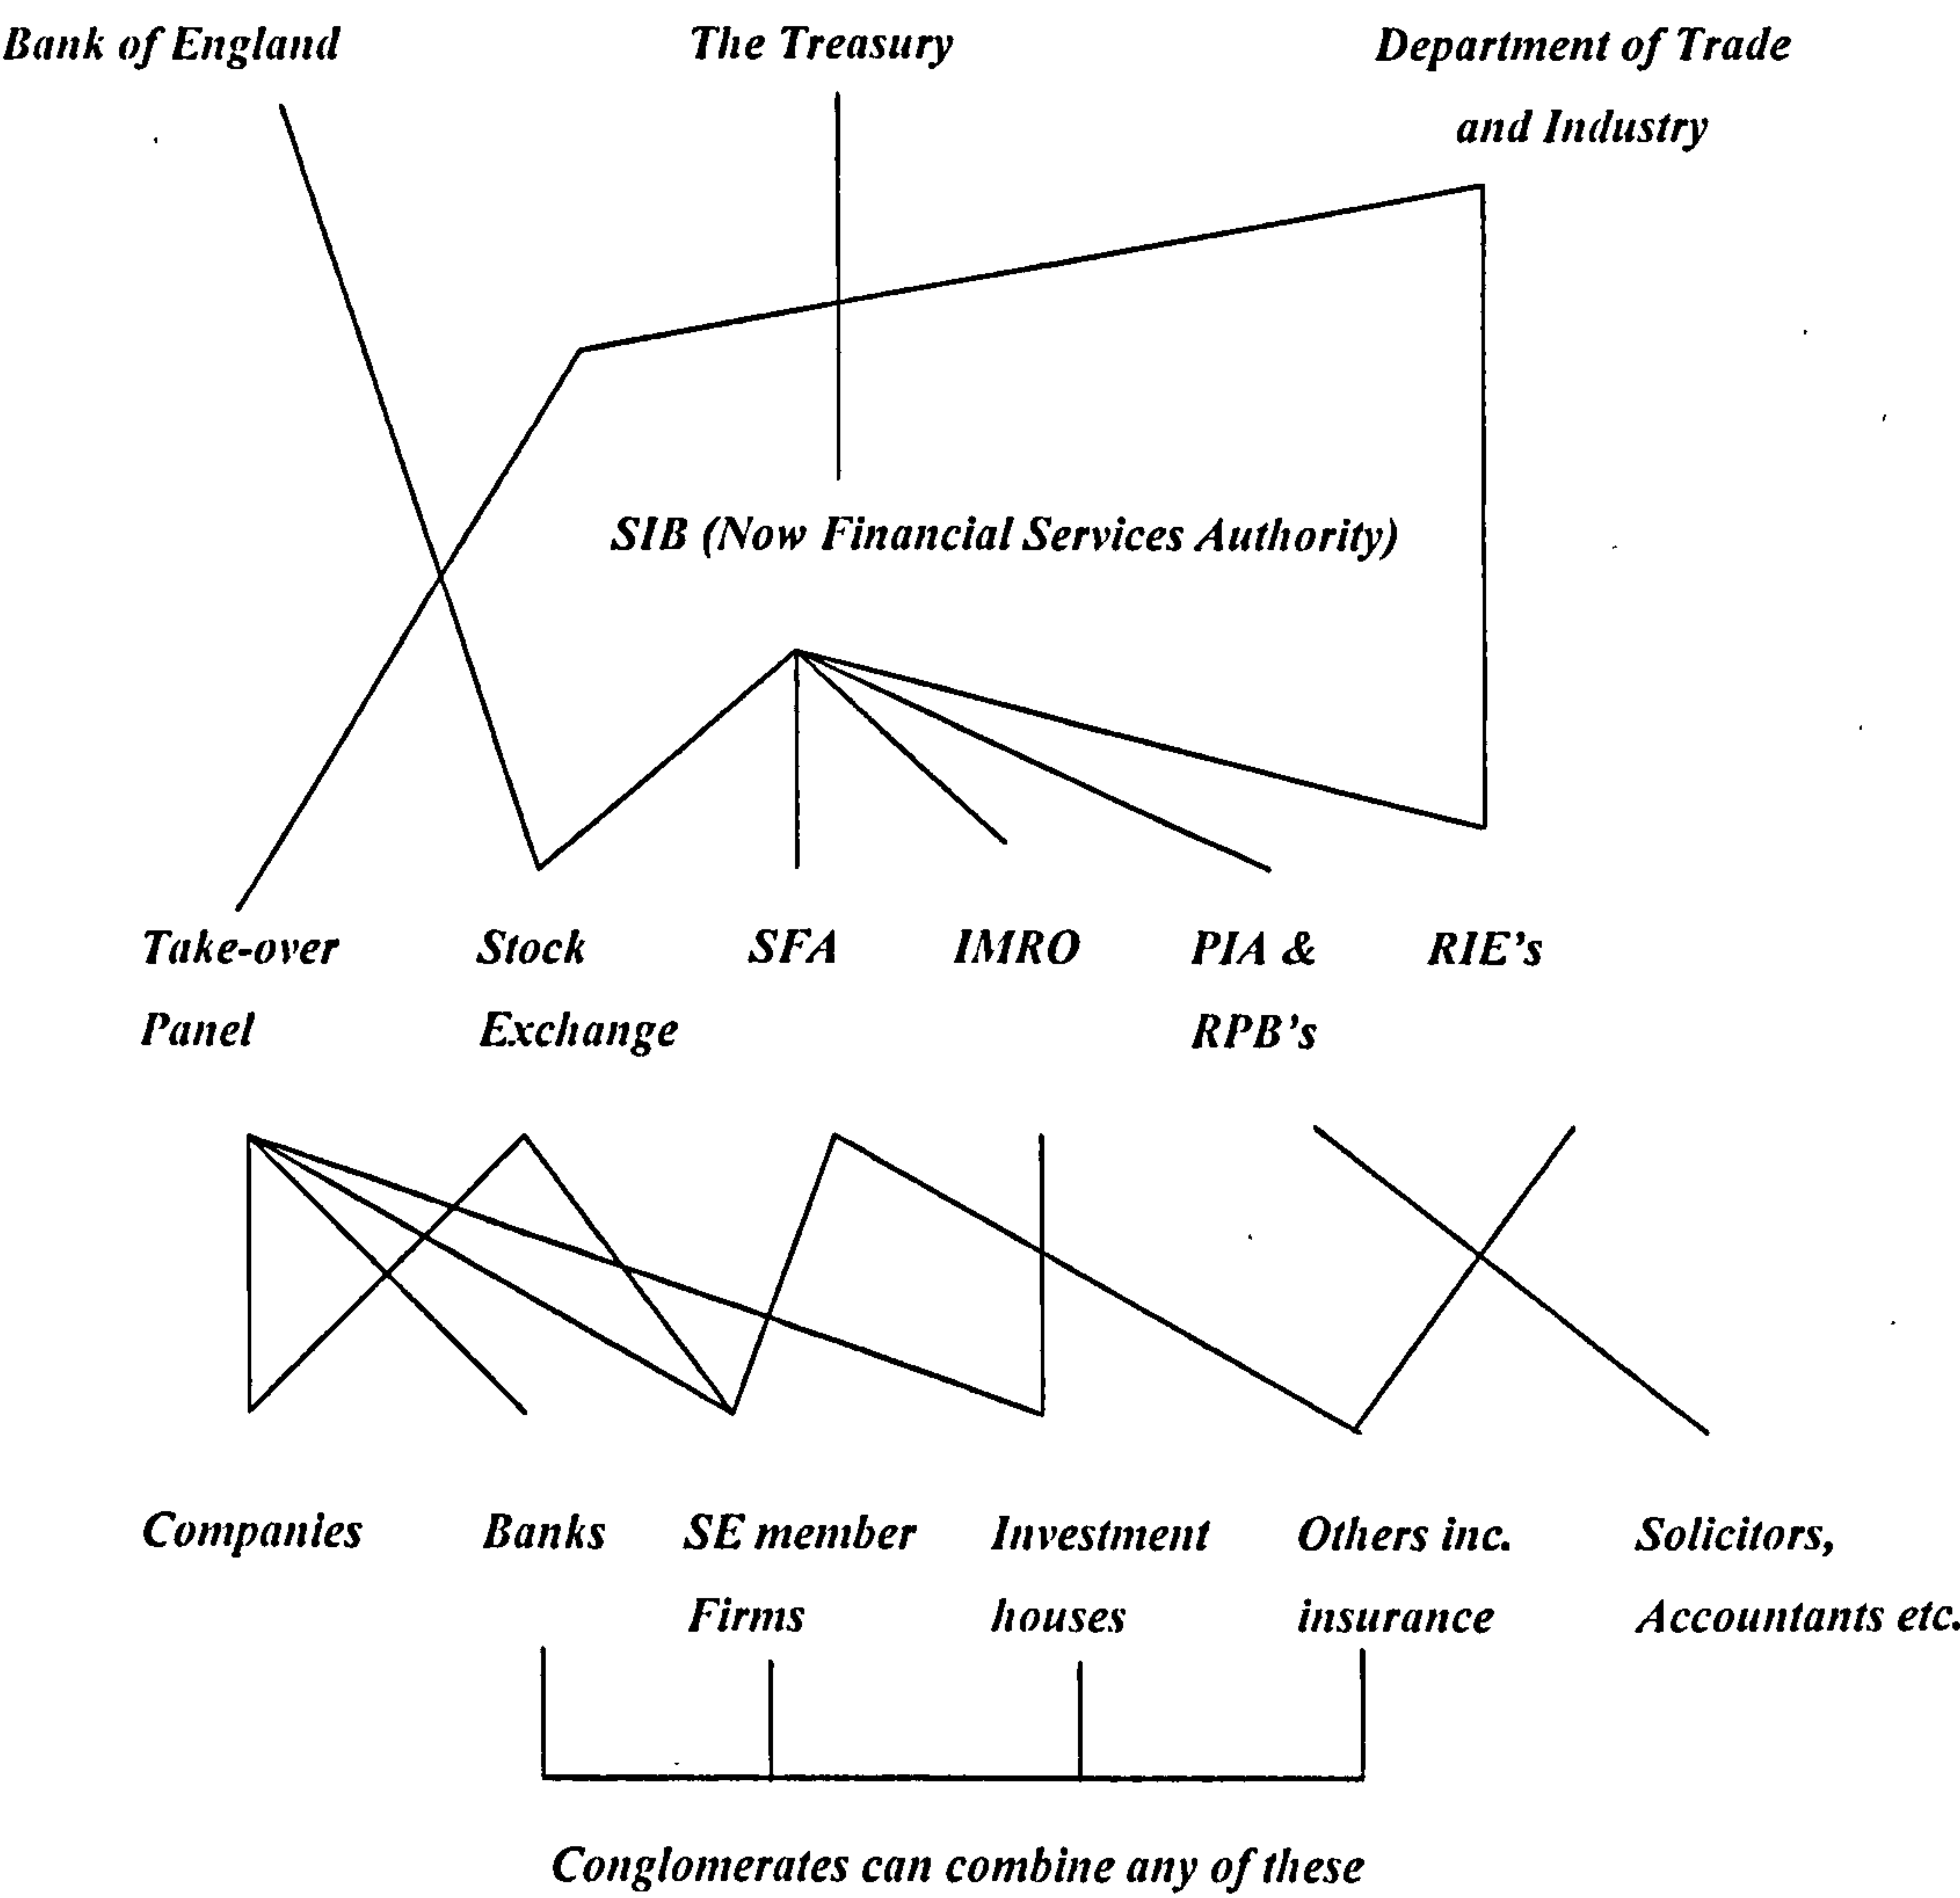 Bank of England
The Treasury
Department of Trade
and Industry
SIB (Now Financial Services Authority)
Take-over
Panel
Stock
Exchange
SFA
IMRO
PIA &
RPB's
RIE's
Companies
Banks
SE member
Firms
Investment
houses
Others inc.
insurance
Solicitors,
Accountants etc.
Conglomerates can combine any of these